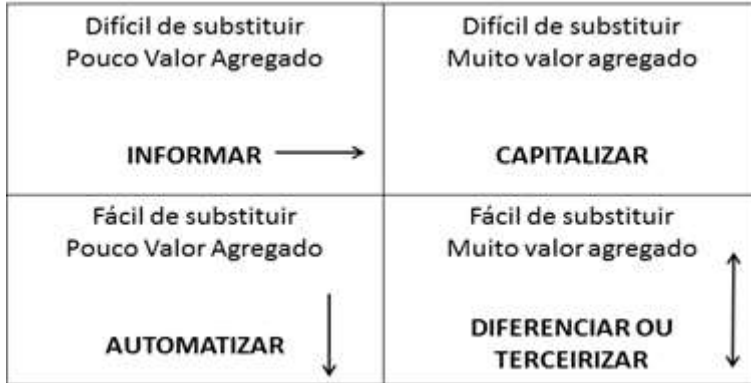 Difícil de substituir
Pouco Valor Agregado
INFORMAR
Difícil de substituir
Muito valor agregado
CAPITALIZAR
Fácil de substituir
Pouco Valor Agregado
AUTOMATIZAR
Fácil de substituir
Muito valor agregado
DIFERENCIAR OU
TERCEIRIZAR